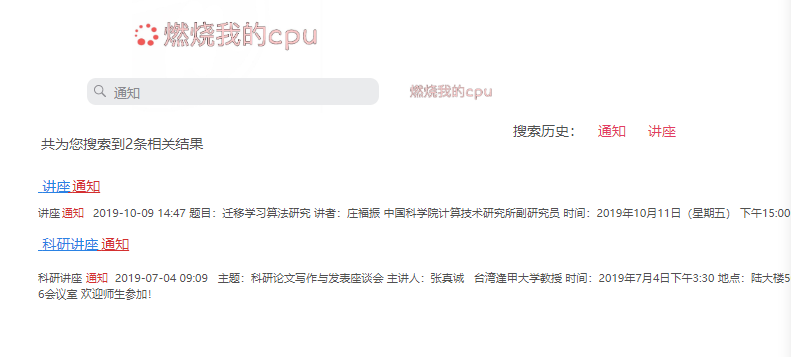 燃烧我的cpu
通知
燃烧我的cpu
搜索历史： 通知 讲座
共为您搜索到2条相关结果
讲座通知
讲座通知 2019-10-09 14:47 题目：迁移学习算法研究 讲者：庄福振 中国科学院计算技术研究所副研究员 时间：2019年10月11日（星期五） 下午15:00
科研讲座通知
科研讲座 通知 2019-07-04 09:09 主题：科研论文写作与发表座谈会 主讲人：张真诚 台湾逢甲大学教授 时间：2019年7月4日下午3:30 地点：陆大楼5
6会议室 欢迎师生参加！